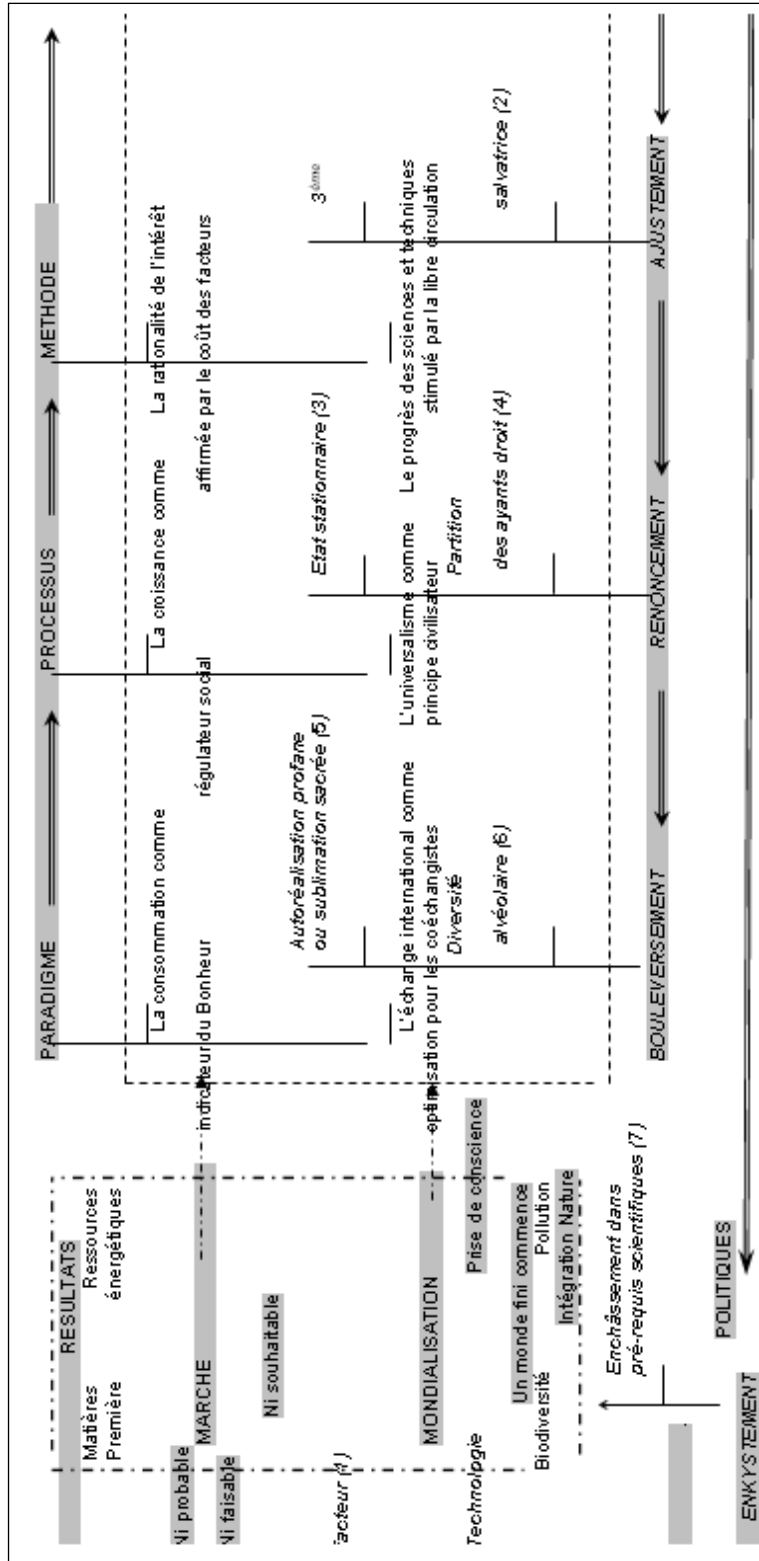 RESULTATS
PARADIGME
PROCESSUS
METHODE
Matières
Première
Ressources
énergétiques
La consommation comme
indicateur du Bonheur
La croissance comme
régulateur social
La rationalité de l'intérêt
affirmée par le coût des facteurs
Ni probable
MARCHE
Ni faisable
Ni souhaitable
Autoréalisation profane
ou sublimation sacrée (5)
Etat stationnaire (3)
3ème
acteur (1)
MONDIALISATION
L'échange international comme
optimisation pour les coéchangistes
L'universalisme comme
principe civilisateur
Le progrès des sciences et techniques
stimulé par la libre circulation
Technologie
Prise de conscience
Diversité
alvéolaire (6)
Partition
des ayants droit (4)
salvatrice (2)
Un monde fini commence
Biodiversité
Pollution
Intégration Nature
Enchâssement dans
pré-requis scientifiques (7)
BOULEVERSEMENT
RENONCEMENT
AJUSTEMENT
POLITIQUES
ENKYSTEMENT